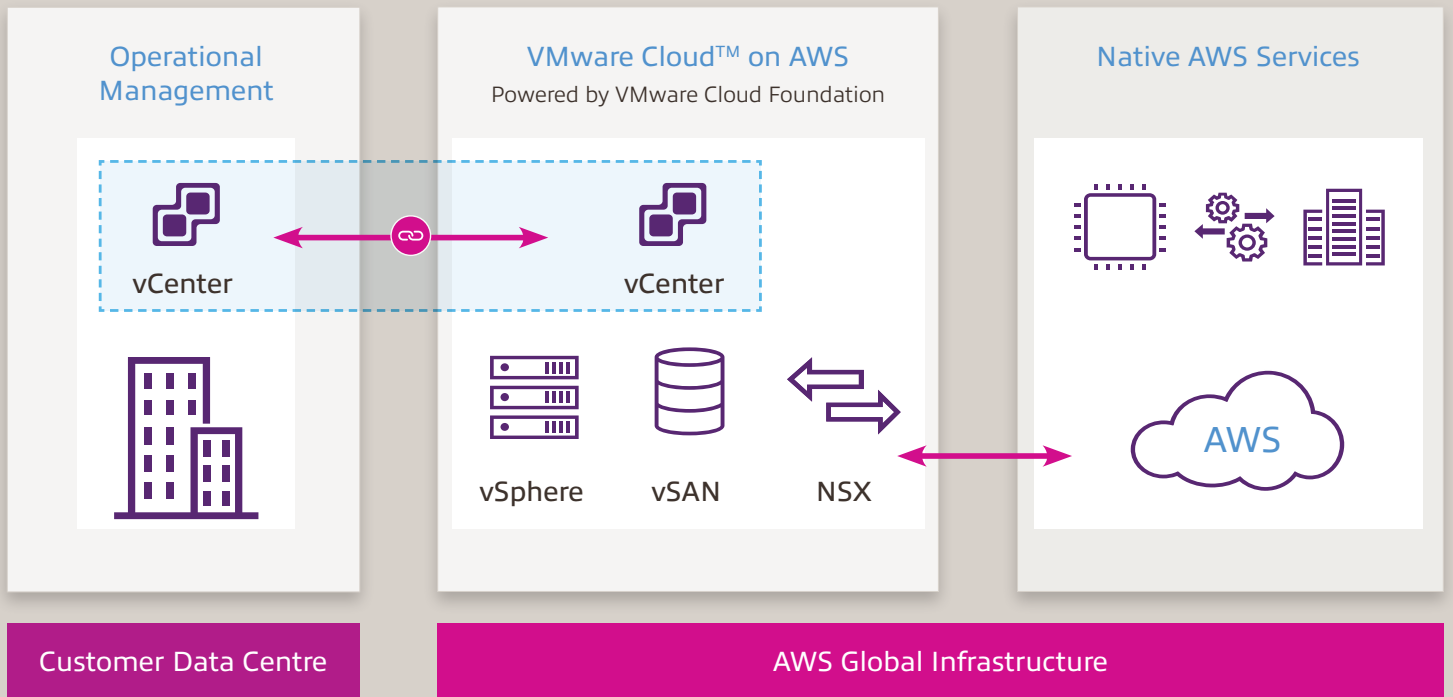 Operational
Management
vCenter
VMware Cloud™ on AWS
Powered by VMware Cloud Foundation
vCenter
vSphere
vSAN
NSX
Native AWS Services
AWS
Customer Data Centre
AWS Global Infrastructure